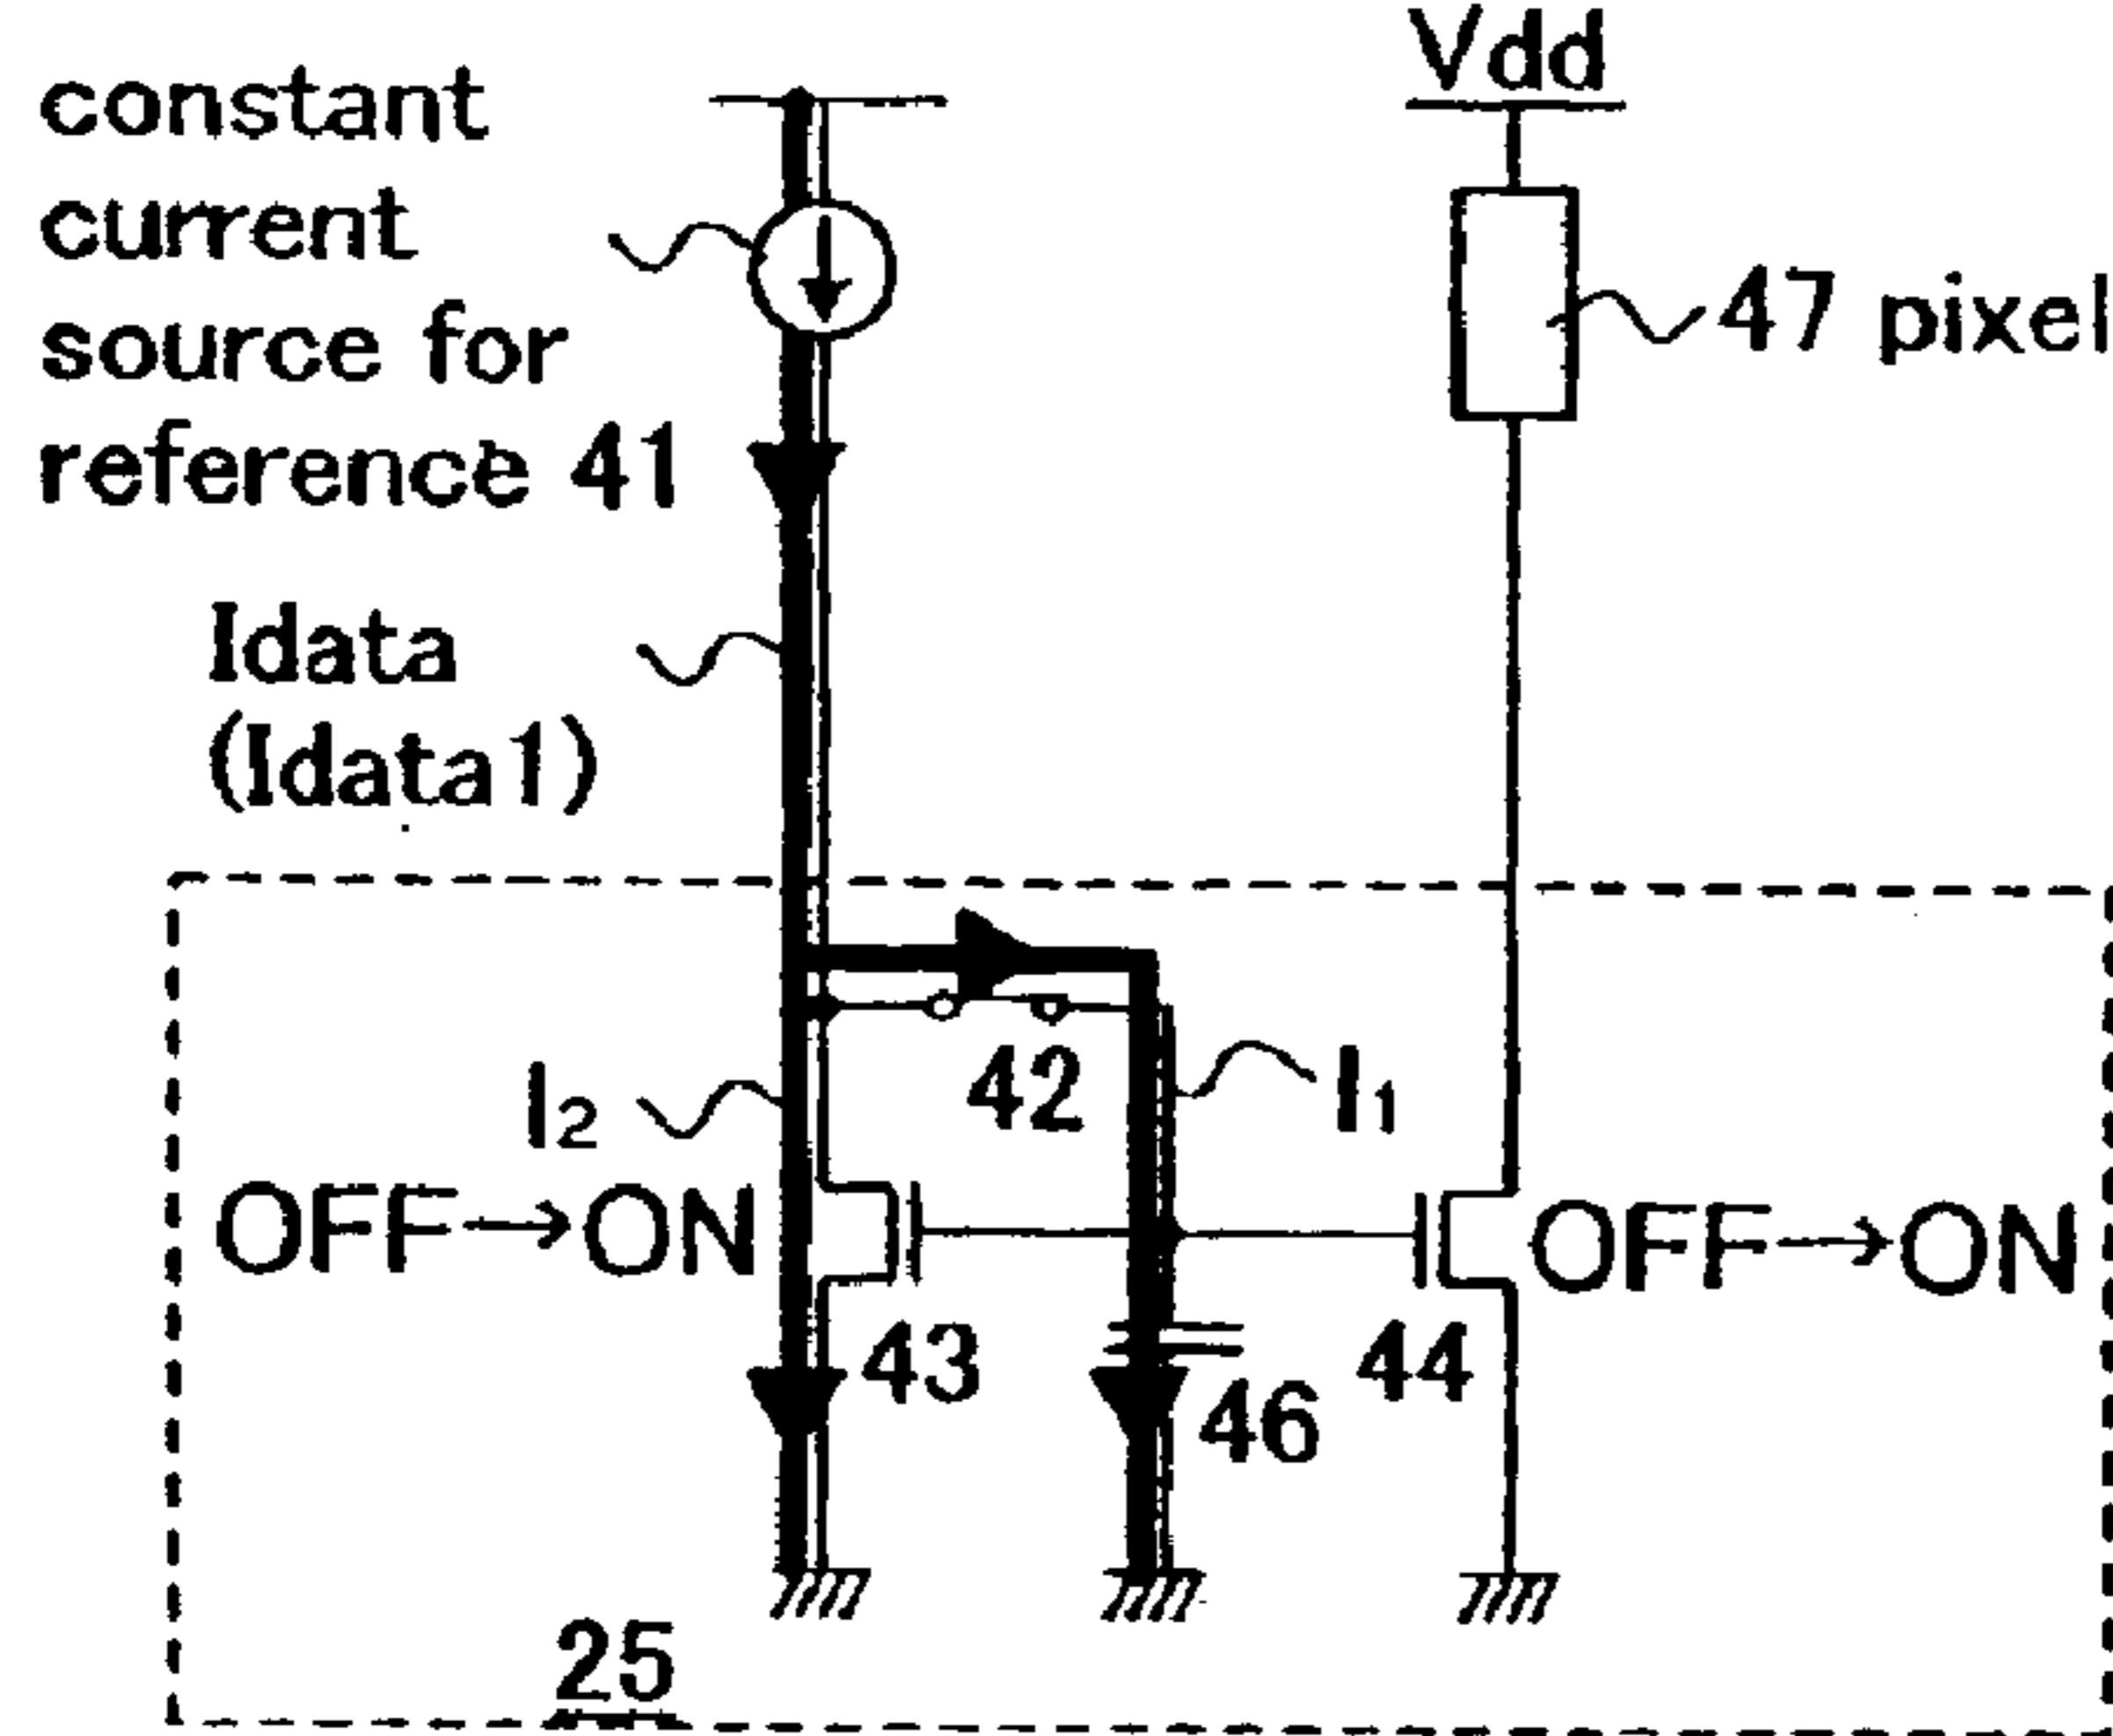 constant
current
source for
reference 41
Vdd
47 pixel
Idata
(Idata1)
I2
42
I1
OFF→ON
OFF→ON
43
46
44
25